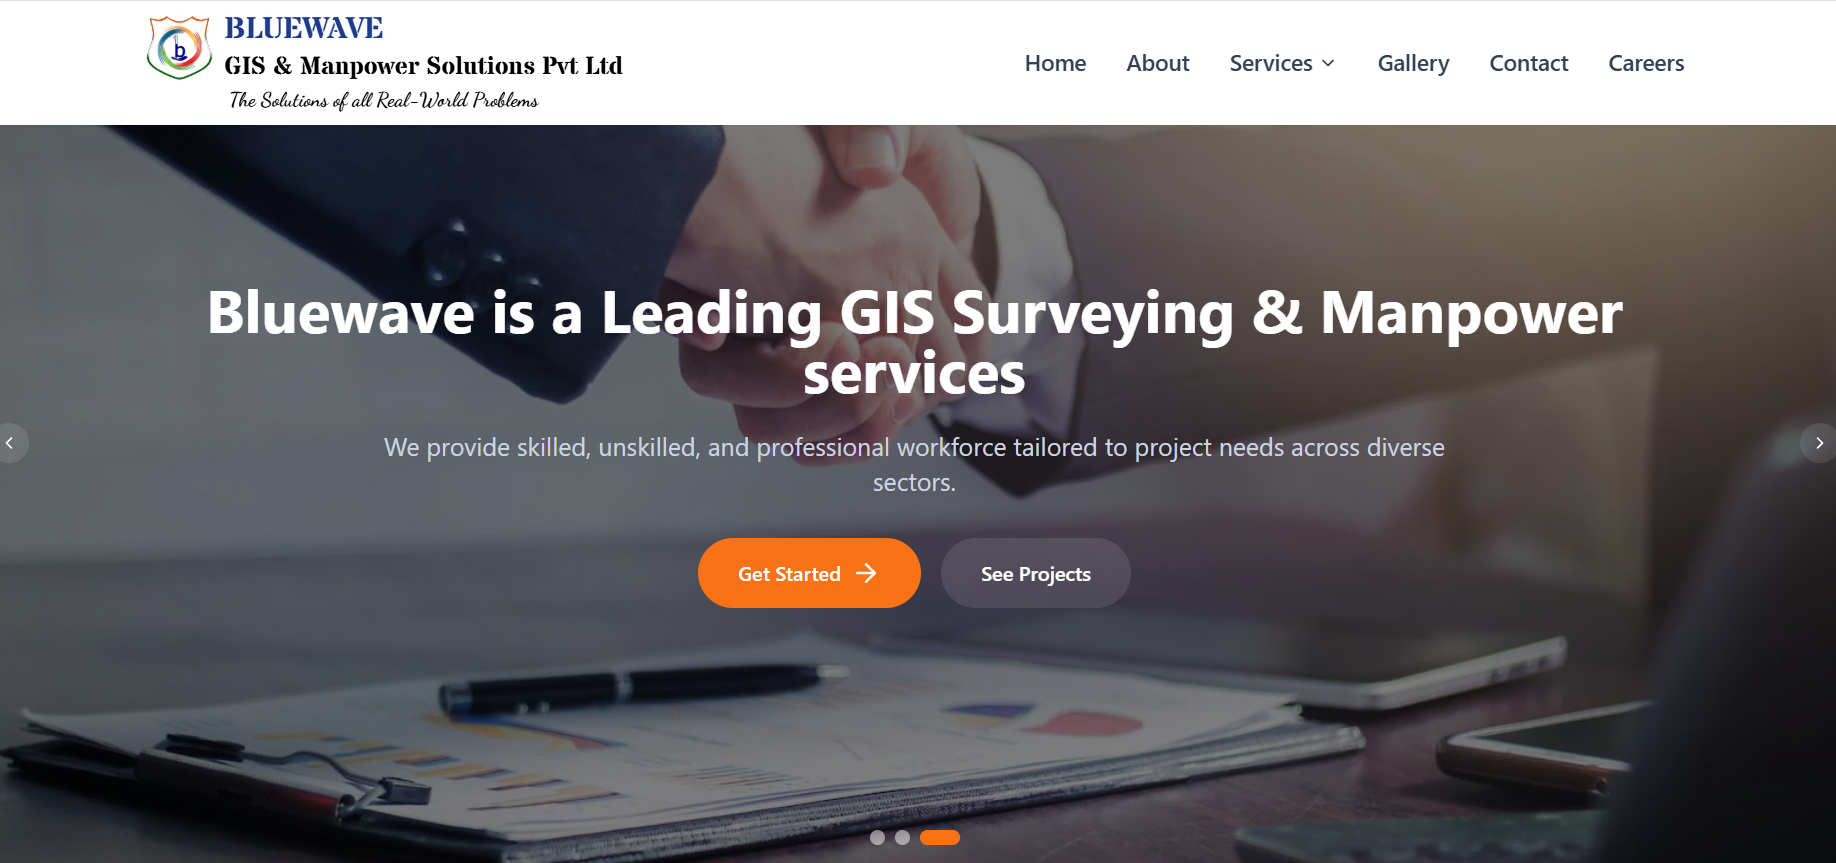 BLUEWAVE
GIS & Manpower Solutions Pvt Ltd
The Solutions of all Real-World Problems
Home About Services Gallery Contact Careers
Bluewave is a Leading GIS Surveying & Manpower
services
We provide skilled, unskilled, and professional workforce tailored to project needs across diverse
sectors.
Get Started See Projects